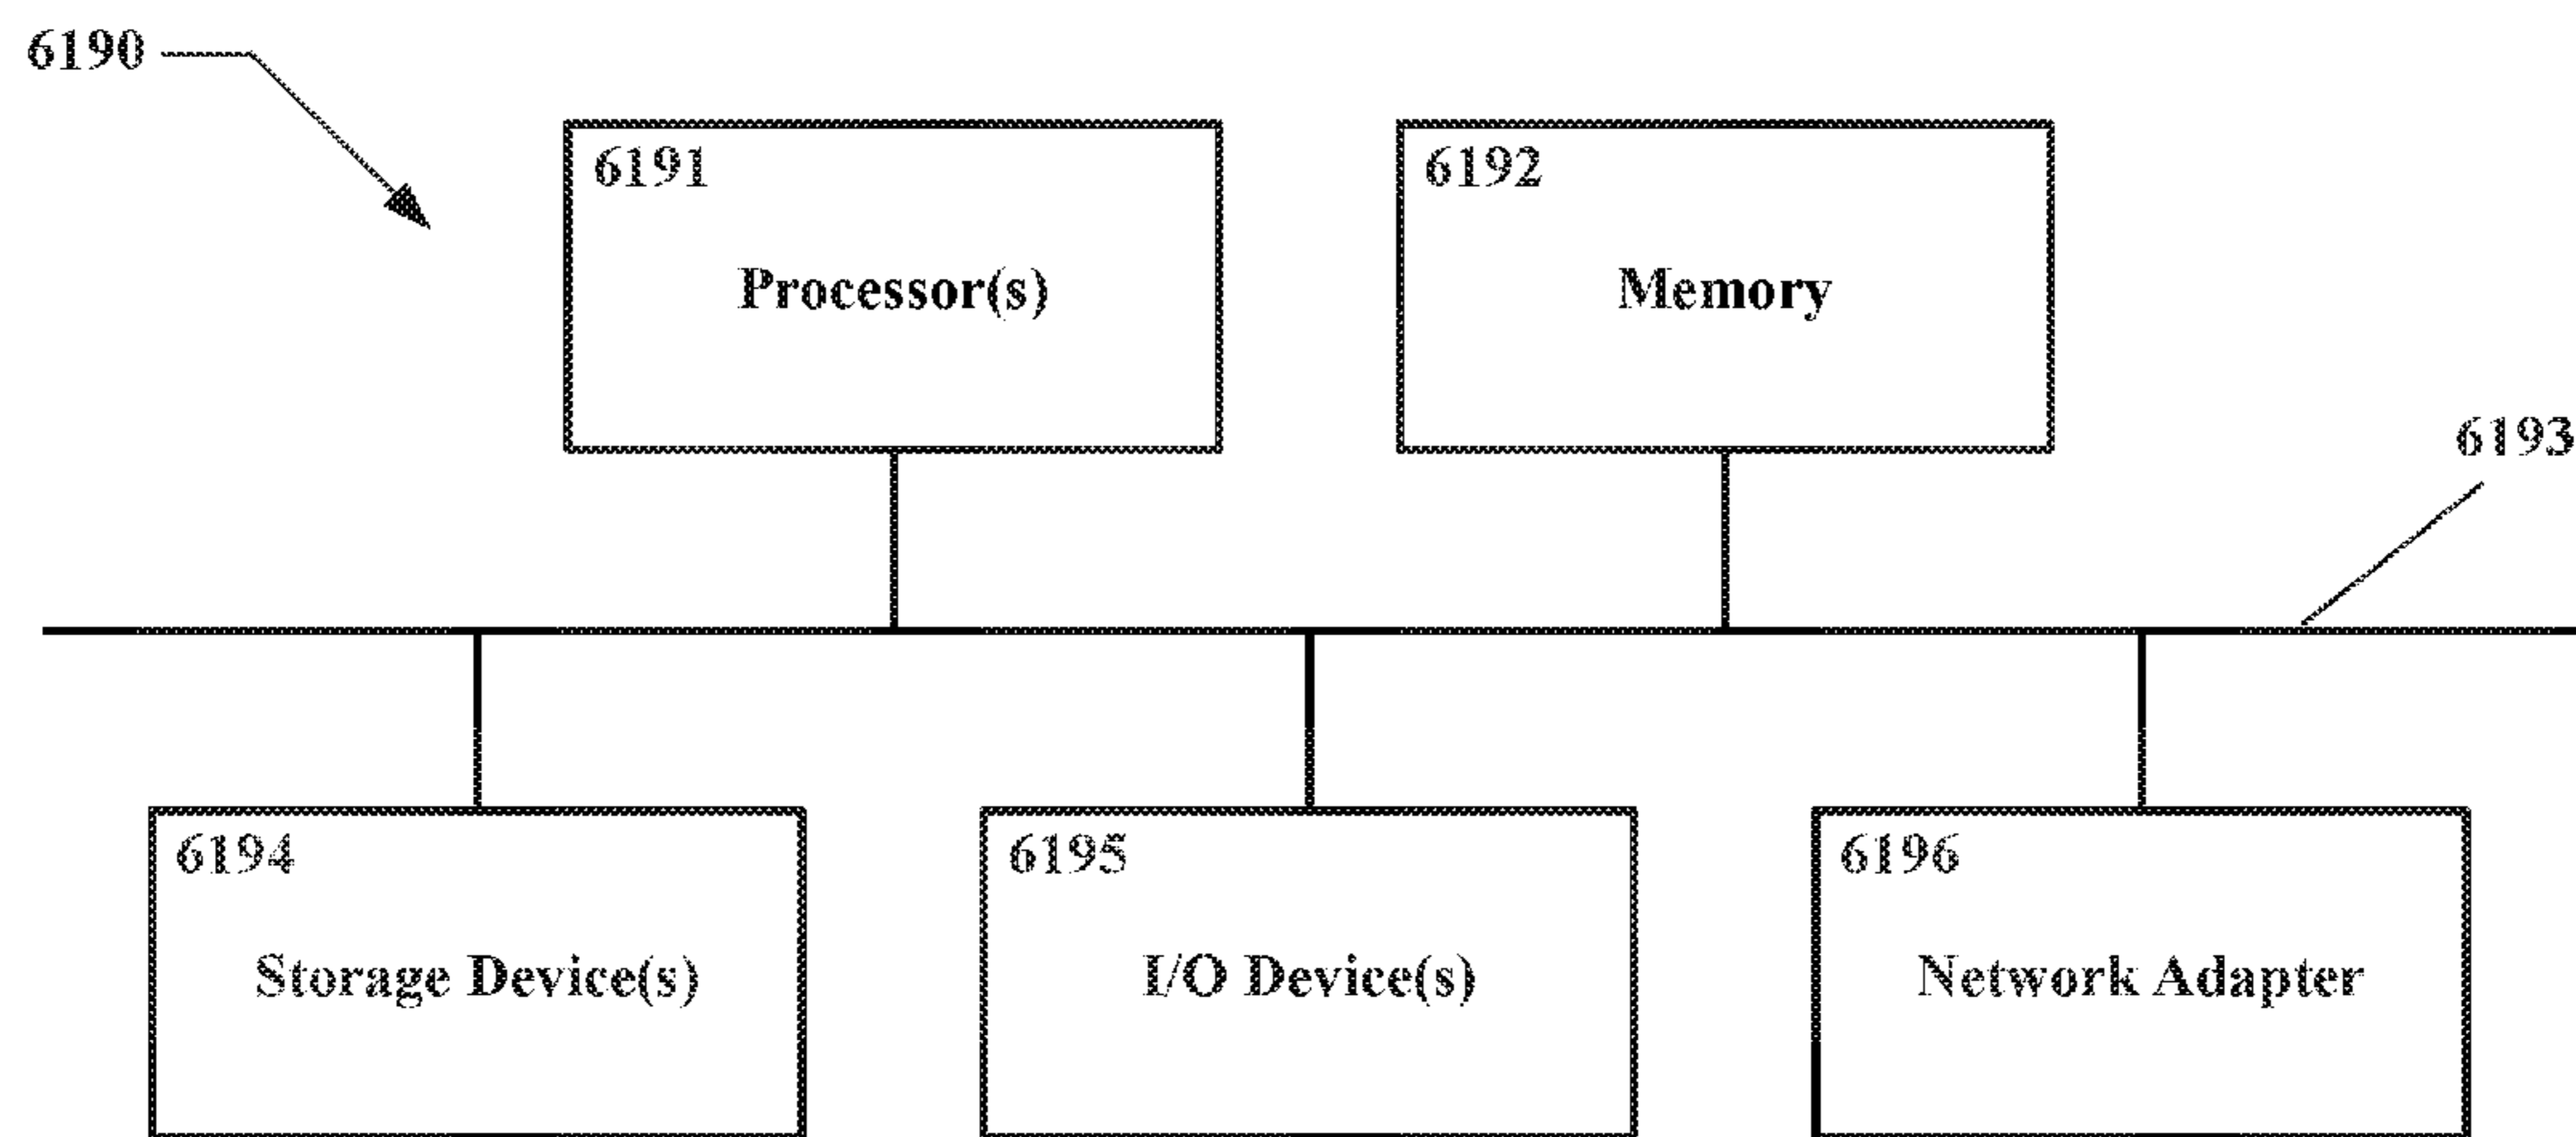 6190
6191
Processor(s)
6192
Memory
6193
6194
Storage Device(s)
6195
I/O Device(s)
6196
Network Adapter